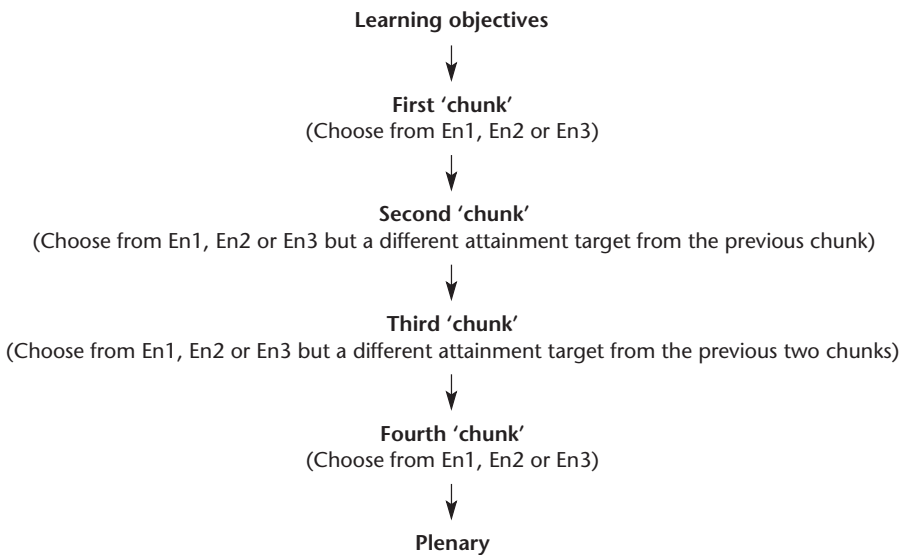 Learning objectives
First ‘chunk’
(Choose from En1, En2 or En3)
Second ‘chunk’
(Choose from En1, En2 or En3 but a different attainment target from the previous chunk)
Third ‘chunk’
(Choose from En1, En2 or En3 but a different attainment target from the previous two chunks)
Fourth ‘chunk’
(Choose from En1, En2 or En3)
Plenary